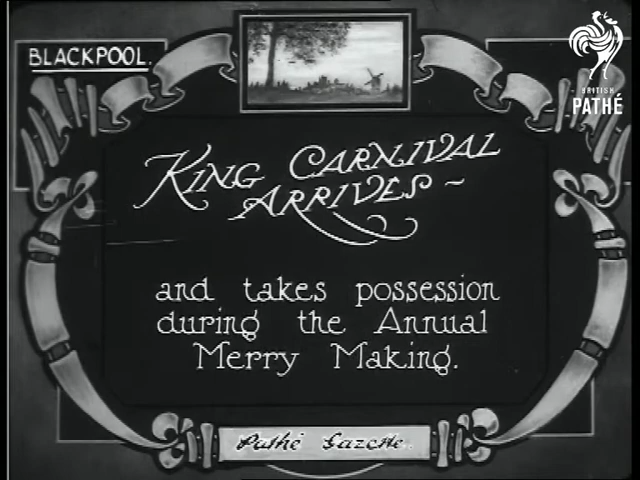 BLACKPOOL.
BRITISH
PATHÉ
KING CARNIVAL
ARRIVES ~
and takes possession
during the Annual
Merry Making.
Pathé Gazette.